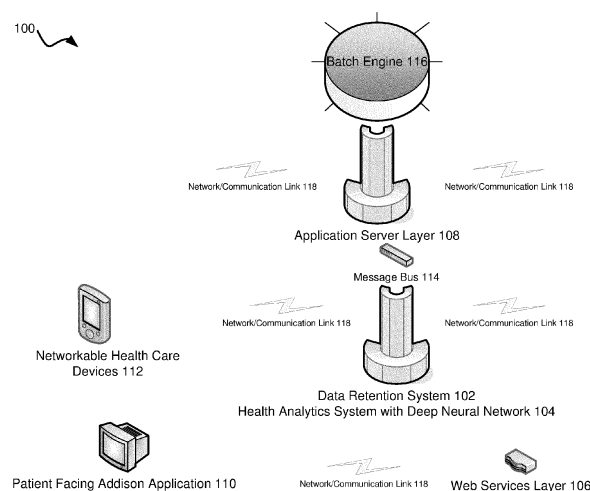 100
Batch Engine 116
Network/Communication Link 118
Network/Communication Link 118
Application Server Layer 108
Message Bus 114
Network/Communication Link 118
Network/Communication Link 118
Networkable Health Care
Devices 112
Data Retention System 102
Health Analytics System with Deep Neural Network 104
Patient Facing Addison Application 110
Network/Communication Link 118
Web Services Layer 106